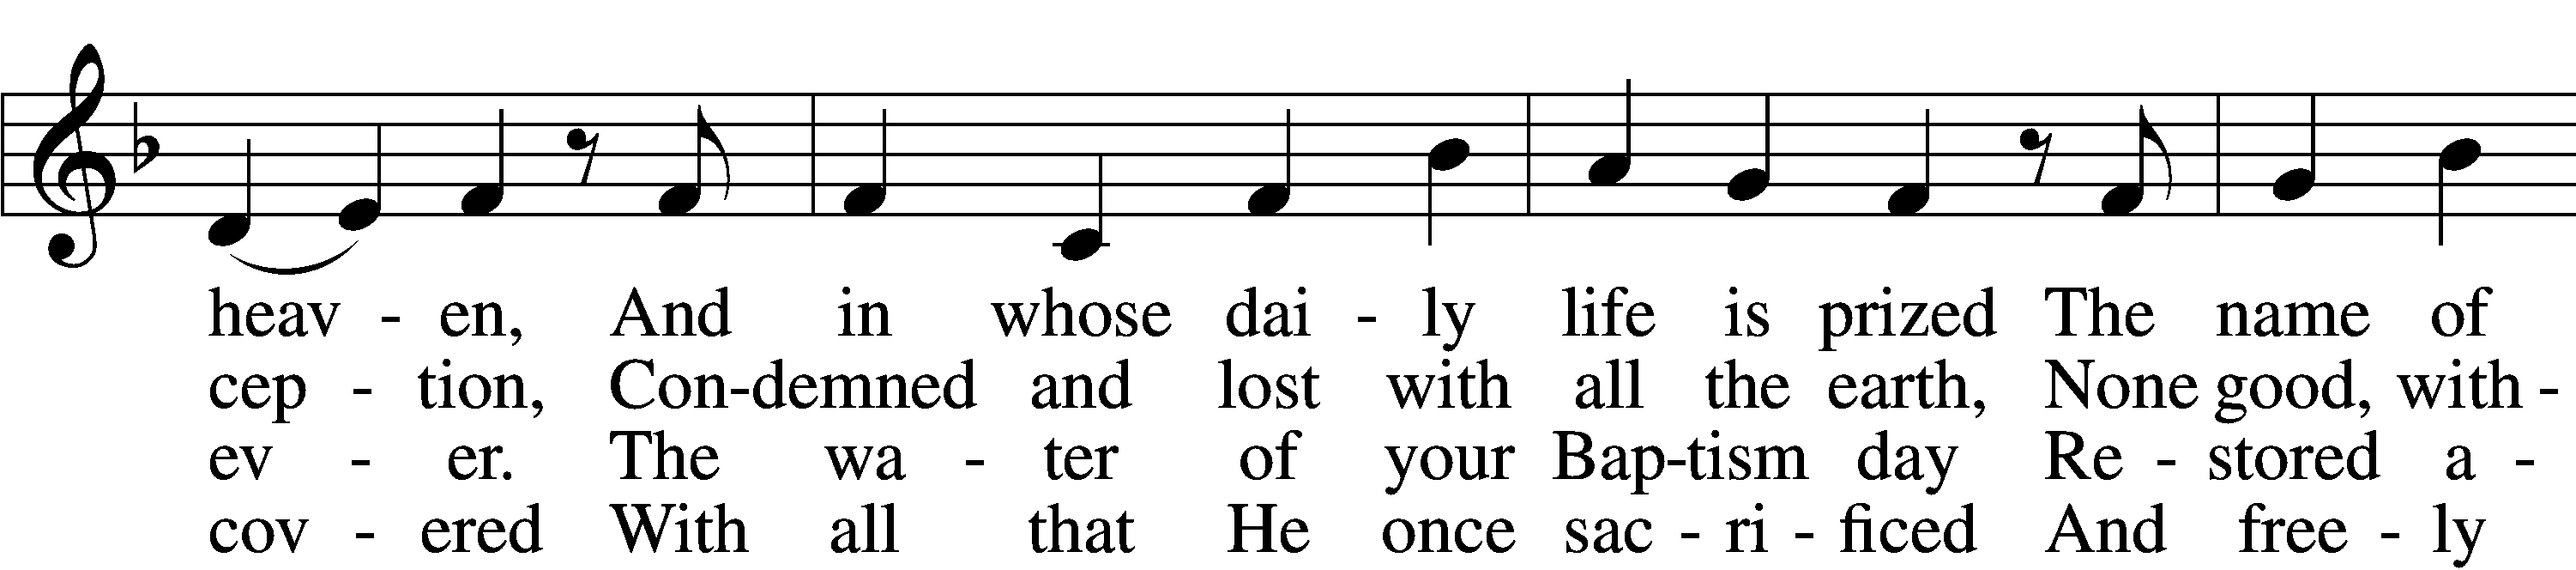 heav - en, And in whose dai - ly life is prized The name of
cep - tion, Con-demned and lost with all the earth, None good, with -
ev - er. The wa - ter of your Bap-tism day Re - stored a -
cov - ered With all that He once sac - ri - ficed And free - ly